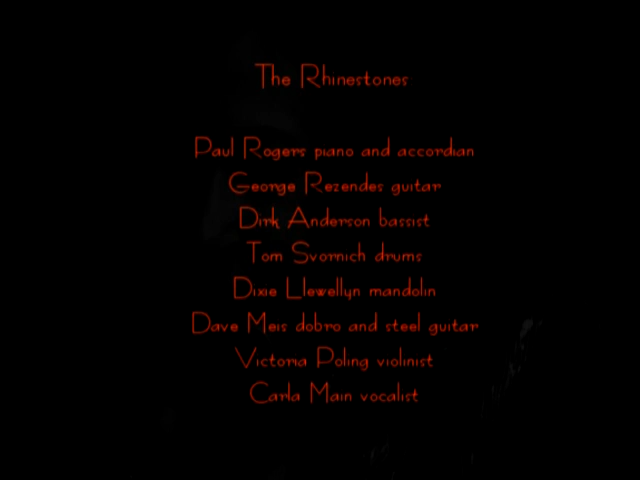 The Rhinestones
Paul Rogers piano and accordian
George Rezendes guitar
Dirk Anderson bassist
Tom Svornich drums
Dixie Llewellyn mandolin
Dave Meis dobro and steel guitar
Victoria Poling violinist
Carla Main vocalist